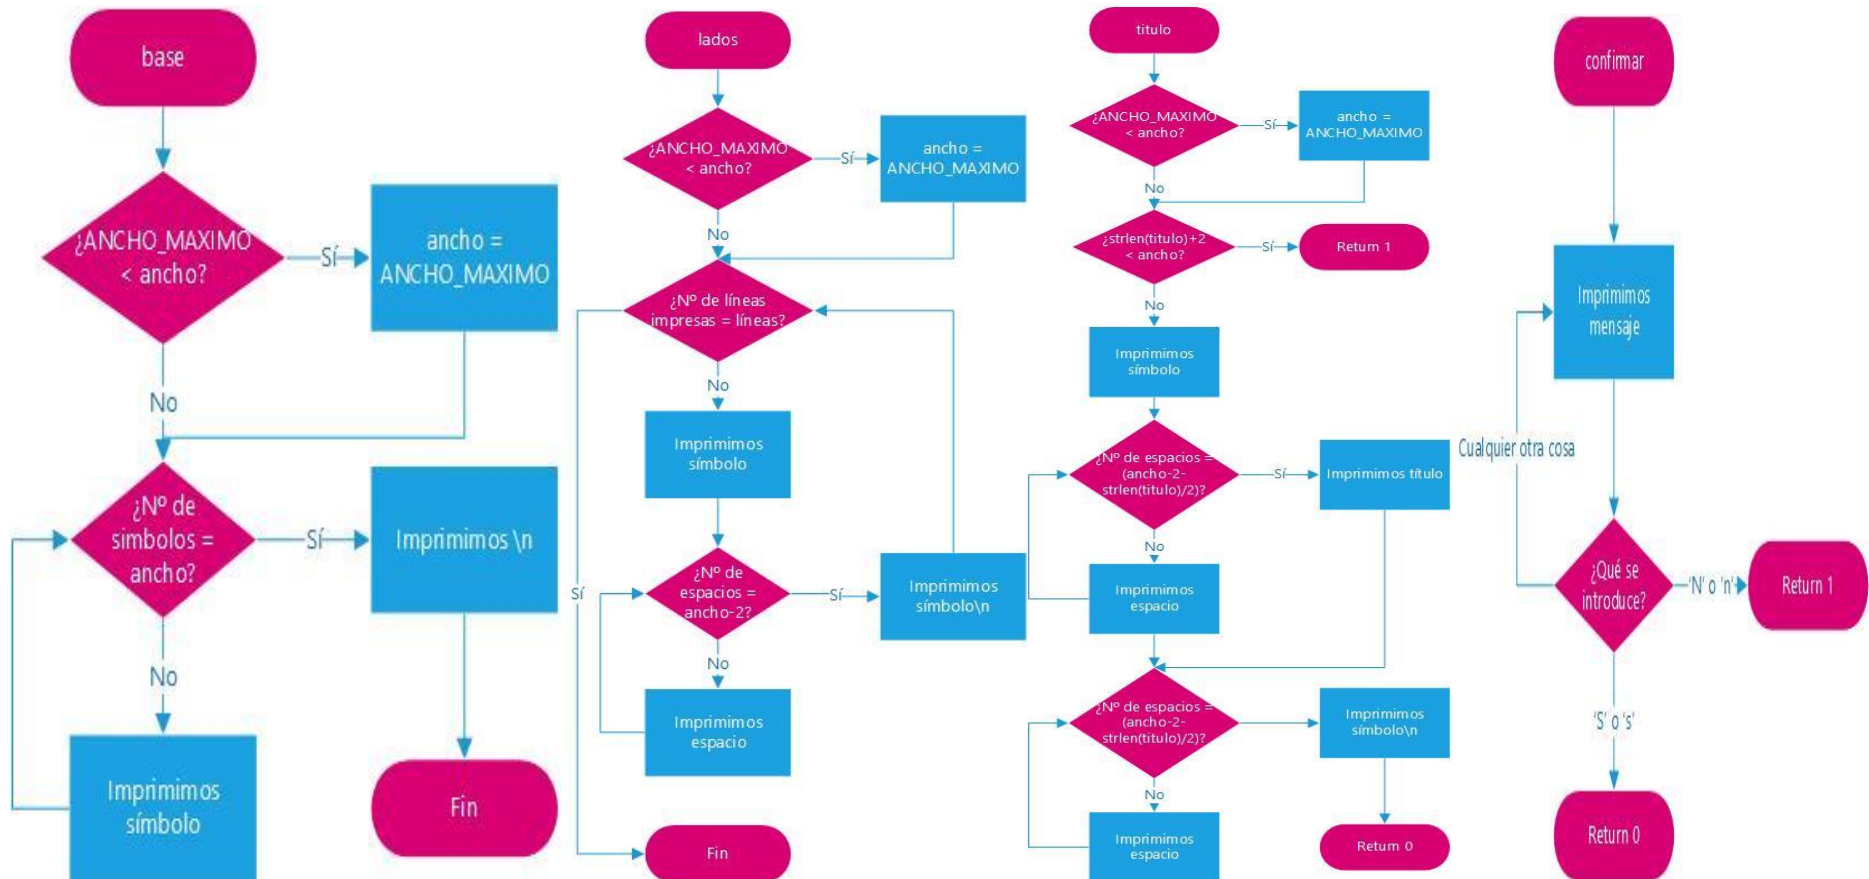 base
¿ANCHO_MAXIMO
< ancho?
Sí
ancho =
ANCHO_MAXIMO
No
¿Nº de
simbolos =
ancho?
Sí
Imprimimos \n
No
Imprimimos
símbolo
Fin
lados
¿ANCHO_MAXIMO
< ancho?
Sí
ancho =
ANCHO_MAXIMO
No
¿Nº de líneas
impresas = líneas?
No
Imprimimos
símbolo
Sí
¿Nº de
espacios =
ancho-2?
Sí
Imprimimos
símbolo\n
No
Imprimimos
espacio
Fin
titulo
¿ANCHO_MAXIMO
< ancho?
Sí
ancho =
ANCHO_MAXIMO
No
¿strlen(titulo)+2
< ancho?
Sí
Return 1
No
Imprimimos
símbolo
¿Nº de espacios =
(ancho-2-
strlen(titulo)/2)?
Sí
Imprimimos título
No
Imprimimos
espacio
¿Nº de espacios =
(ancho-2-
strlen(titulo)/2)?
Imprimimos
símbolo\n
No
Imprimimos
espacio
Return 0
confirmar
Imprimimos
mensaje
Cualquier otra cosa
¿Qué se
introduce?
'N' o 'n'
Return 1
'S' o 's'
Return 0